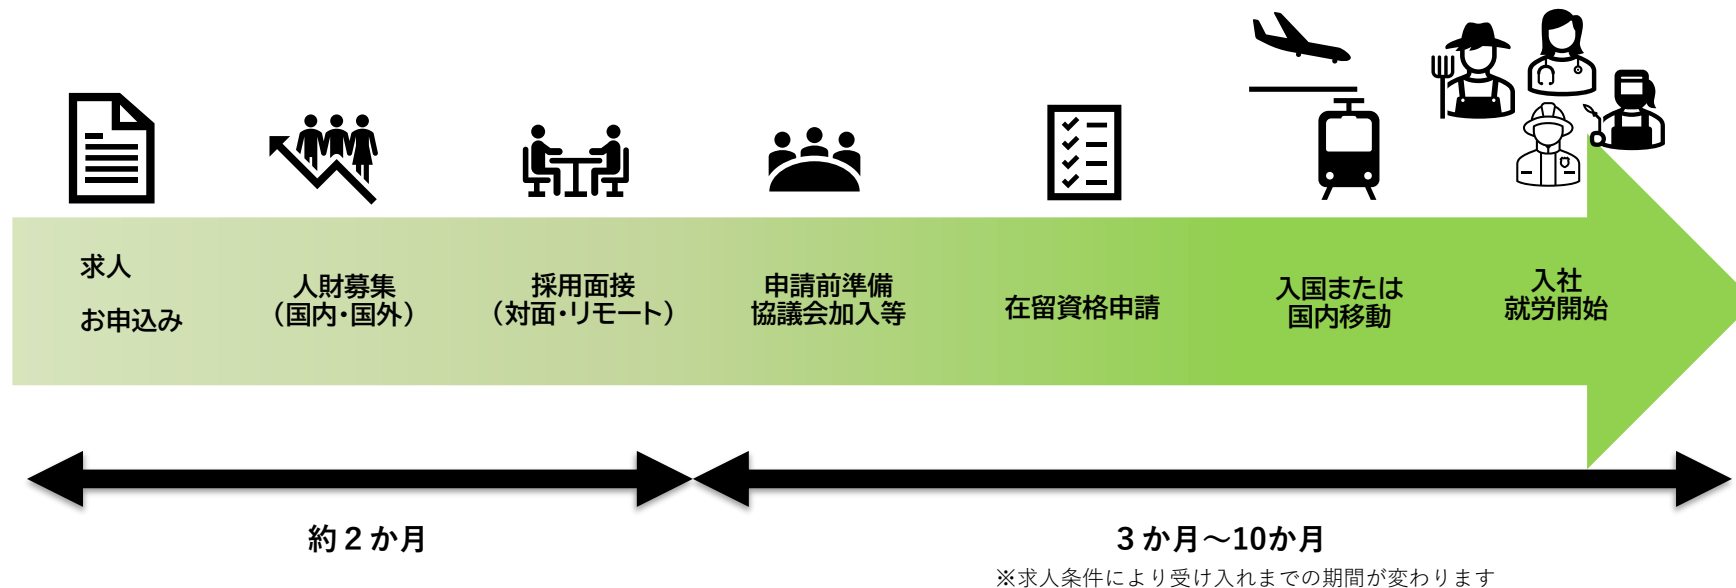 求人
お申込み
人財募集
（国内・国外）
採用面接
（対面・リモート）
申請前準備
協議会加入等
在留資格申請
入国または
国内移動
入社
就労開始
約２か月
３か月～10か月
※求人条件により受け入れまでの期間が変わります